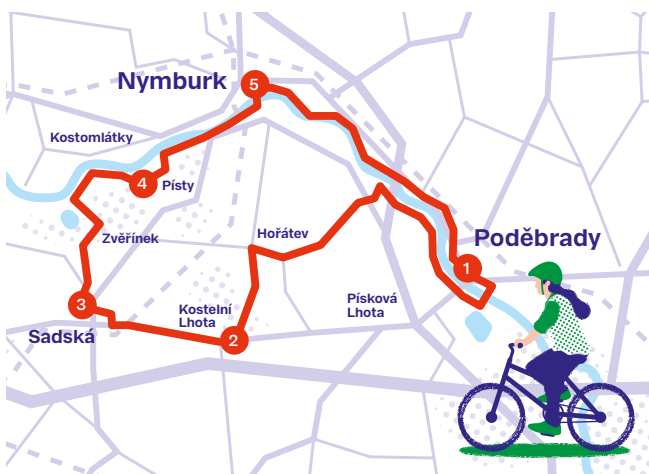 Nymburk
5
Kostomlátky
4
Písty
Zvěřínek
Hořátev
Poděbrady
1
3
Sadská
Kostelní
Lhota
2
Písková
Lhota